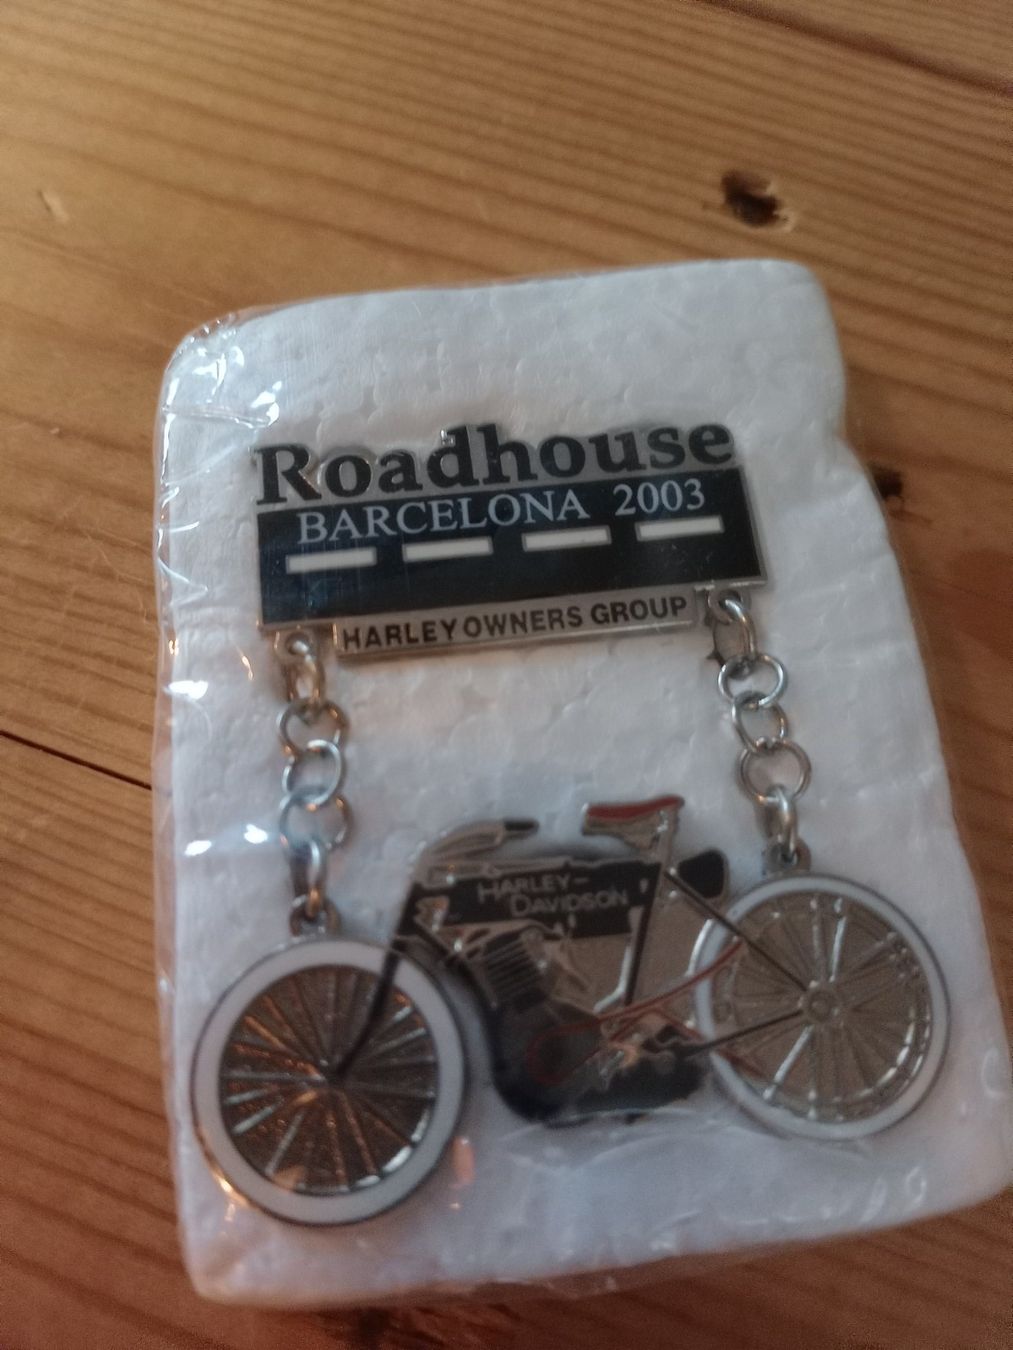 Roadhouse
BARCELONA 2003
HARLEY OWNERS GROUP
HARLEY-
DAVIDSON